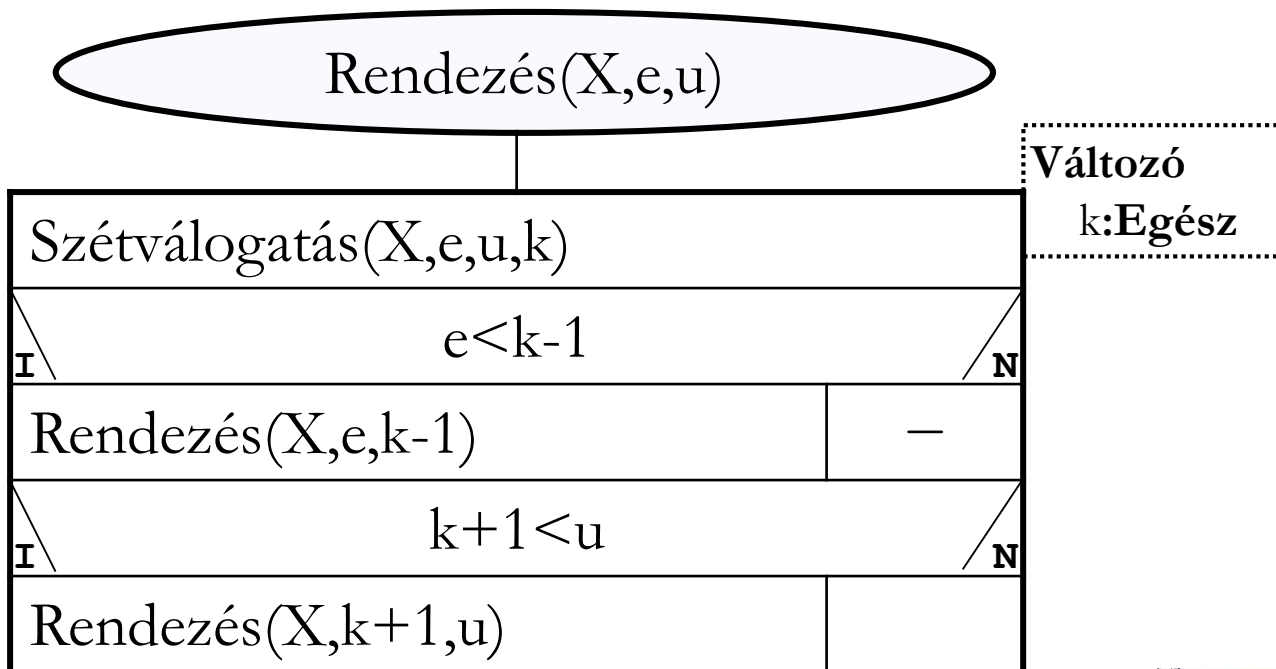 Rendezés(X,e,u)
Változó
k:Egész
Szétválogatás(X,e,u,k)
e<k-1
I
N
Rendezés(X,e,k-1)
–
k+1<u
I
N
Rendezés(X,k+1,u)